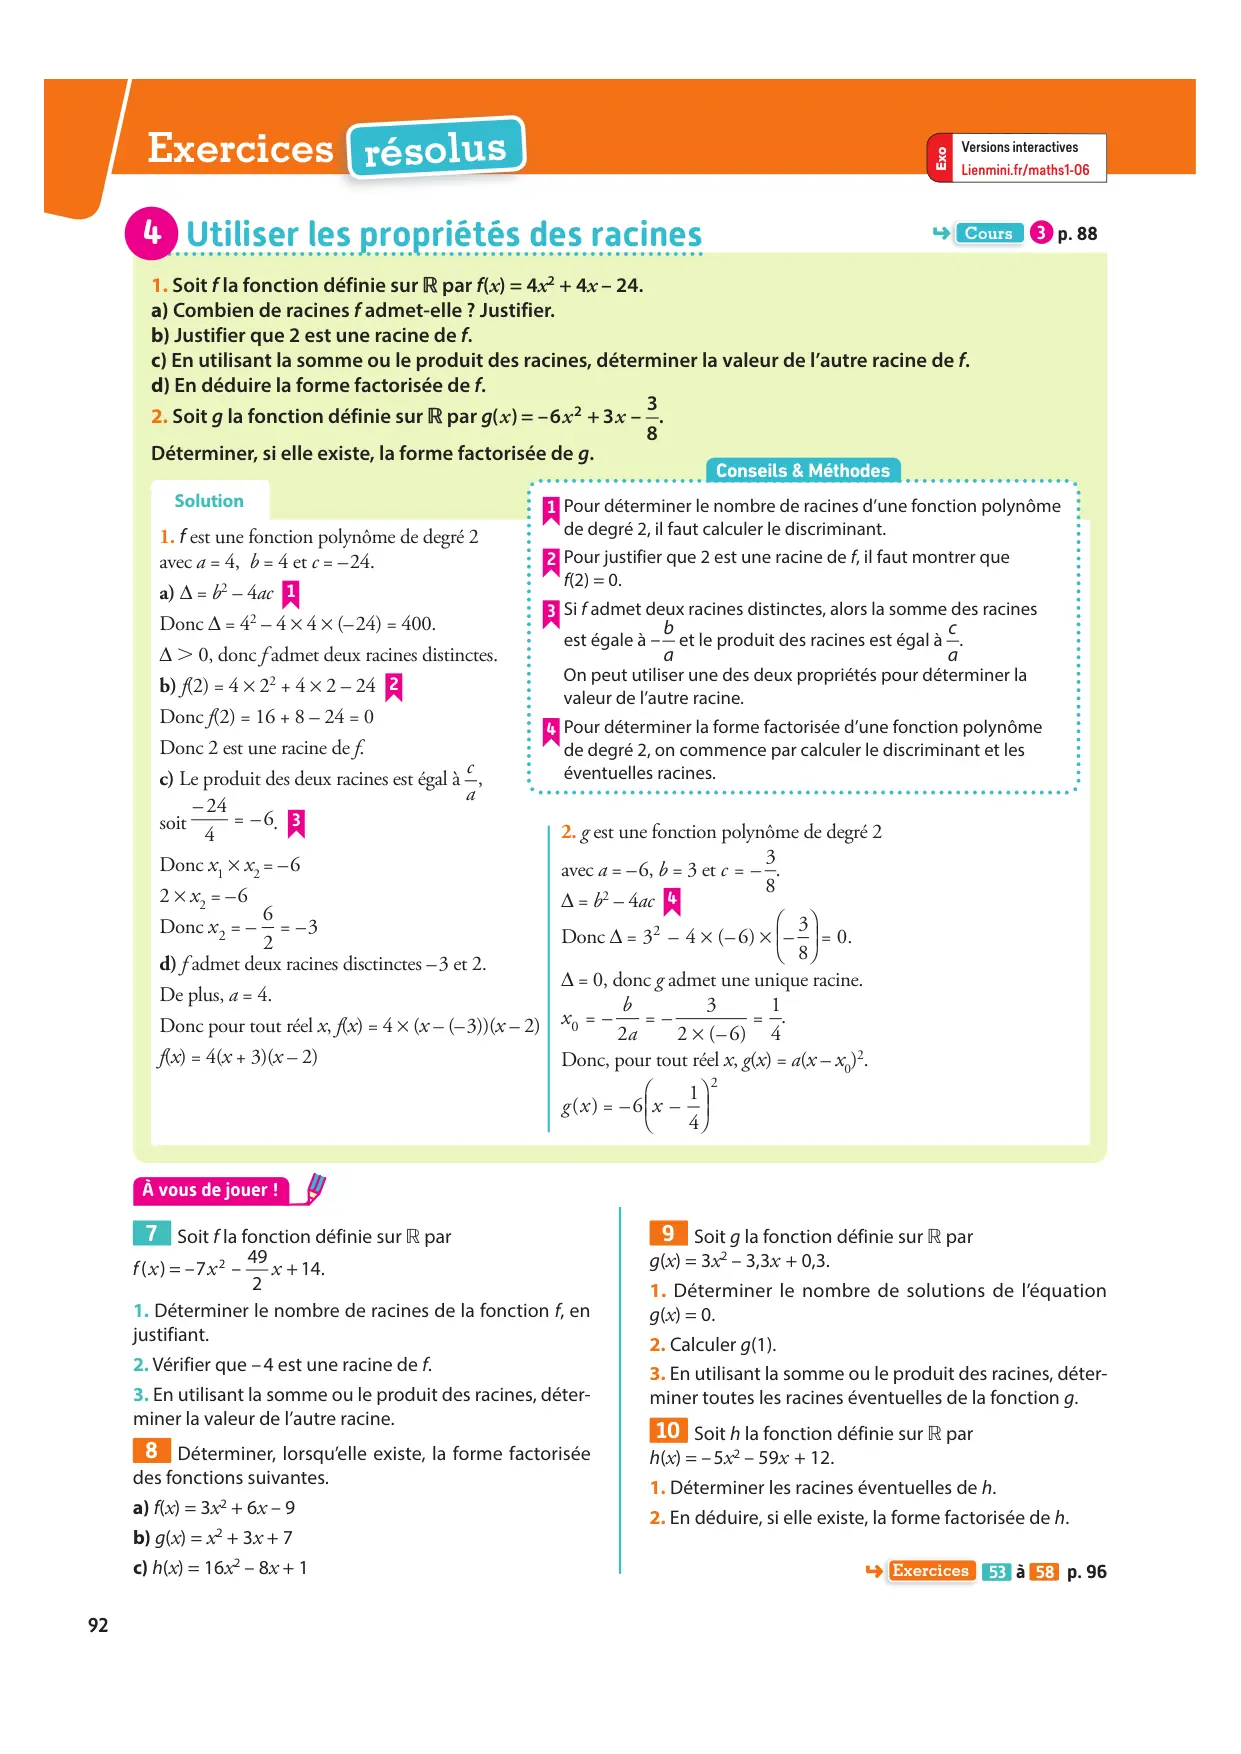 Exercices résolus
Exo
Versions interactives
Lienmini.fr/maths1-06
4 Utiliser les propriétés des racines
Cours 3 p. 88
1. Soit f la fonction définie sur ℝ par f(x) = 4x² + 4x – 24.
a) Combien de racines f admet-elle ? Justifier.
b) Justifier que 2 est une racine de f.
c) En utilisant la somme ou le produit des racines, déterminer la valeur de l’autre racine de f.
d) En déduire la forme factorisée de f.
2. Soit g la fonction définie sur ℝ par g(x) = –6x² + 3x – 3/8.
Déterminer, si elle existe, la forme factorisée de g.
Solution
1. f est une fonction polynôme de degré 2
avec a = 4, b = 4 et c = –24.
a) Δ = b² – 4ac 1
Donc Δ = 4² – 4 × 4 × (–24) = 400.
Δ > 0, donc f admet deux racines distinctes.
b) f(2) = 4 × 2² + 4 × 2 – 24 2
Donc f(2) = 16 + 8 – 24 = 0
Donc 2 est une racine de f.
c) Le produit des deux racines est égal à c/a,
soit –24/4 = –6. 3
Donc x₁ × x₂ = –6
2 × x₂ = –6
Donc x₂ = –6/2 = –3
d) f admet deux racines disctinctes –3 et 2.
De plus, a = 4.
Donc pour tout réel x, f(x) = 4 × (x – (–3))(x – 2)
f(x) = 4(x + 3)(x – 2)
Conseils & Méthodes
1 Pour déterminer le nombre de racines d’une fonction polynôme
de degré 2, il faut calculer le discriminant.
2 Pour justifier que 2 est une racine de f, il faut montrer que
f(2) = 0.
3 Si f admet deux racines distinctes, alors la somme des racines
est égale à –b/a et le produit des racines est égal à c/a.
On peut utiliser une des deux propriétés pour déterminer la
valeur de l’autre racine.
4 Pour déterminer la forme factorisée d’une fonction polynôme
de degré 2, on commence par calculer le discriminant et les
éventuelles racines.
2. g est une fonction polynôme de degré 2
avec a = –6, b = 3 et c = –3/8.
Δ = b² – 4ac 4
Donc Δ = 3² – 4 × (–6) × (–3/8) = 0.
Δ = 0, donc g admet une unique racine.
x₀ = –b/2a = –3/(2 × (–6)) = 1/4.
Donc, pour tout réel x, g(x) = a(x – x₀)².
g(x) = –6(x – 1/4)²
À vous de jouer !
7 Soit f la fonction définie sur ℝ par
f(x) = –7x² – 49/2 x + 14.
1. Déterminer le nombre de racines de la fonction f, en
justifiant.
2. Vérifier que –4 est une racine de f.
3. En utilisant la somme ou le produit des racines, déter-
miner la valeur de l’autre racine.
8 Déterminer, lorsqu’elle existe, la forme factorisée
des fonctions suivantes.
a) f(x) = 3x² + 6x – 9
b) g(x) = x² + 3x + 7
c) h(x) = 16x² – 8x + 1
9 Soit g la fonction définie sur ℝ par
g(x) = 3x² – 3,3x + 0,3.
1. Déterminer le nombre de solutions de l’équation
g(x) = 0.
2. Calculer g(1).
3. En utilisant la somme ou le produit des racines, déter-
miner toutes les racines éventuelles de la fonction g.
10 Soit h la fonction définie sur ℝ par
h(x) = –5x² – 59x + 12.
1. Déterminer les racines éventuelles de h.
2. En déduire, si elle existe, la forme factorisée de h.
Exercices 53 à 58 p. 96
92